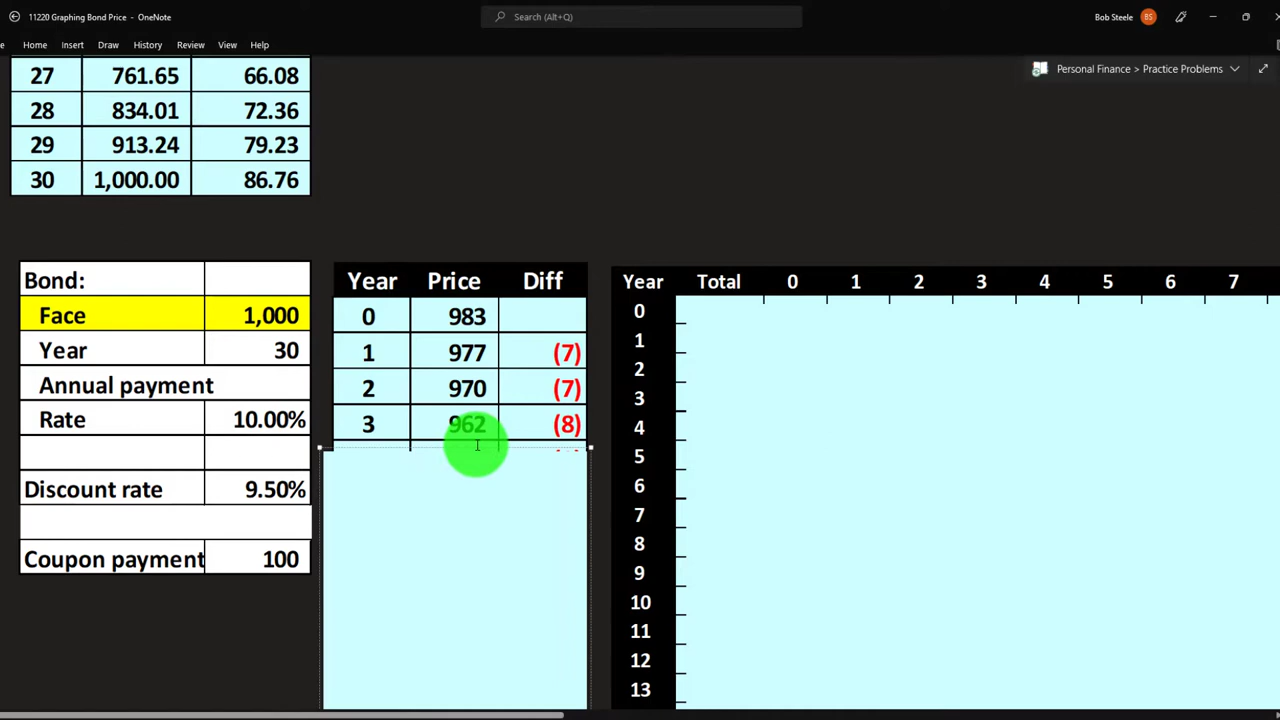 11220 Graphing Bond Price - OneNote
Search (Alt+Q)
Bob Steele BS
Home Insert Draw History Review View Help
Personal Finance > Practice Problems
27 761.65 66.08
28 834.01 72.36
29 913.24 79.23
30 1,000.00 86.76
Bond:
Face 1,000
Year 30
Annual payment
Rate 10.00%
Discount rate 9.50%
Coupon payment 100
Year Price Diff
0 983
1 977 (7)
2 970 (7)
3 962 (8)
Year Total 0 1 2 3 4 5 6 7
0
1
2
3
4
5
6
7
8
9
10
11
12
13